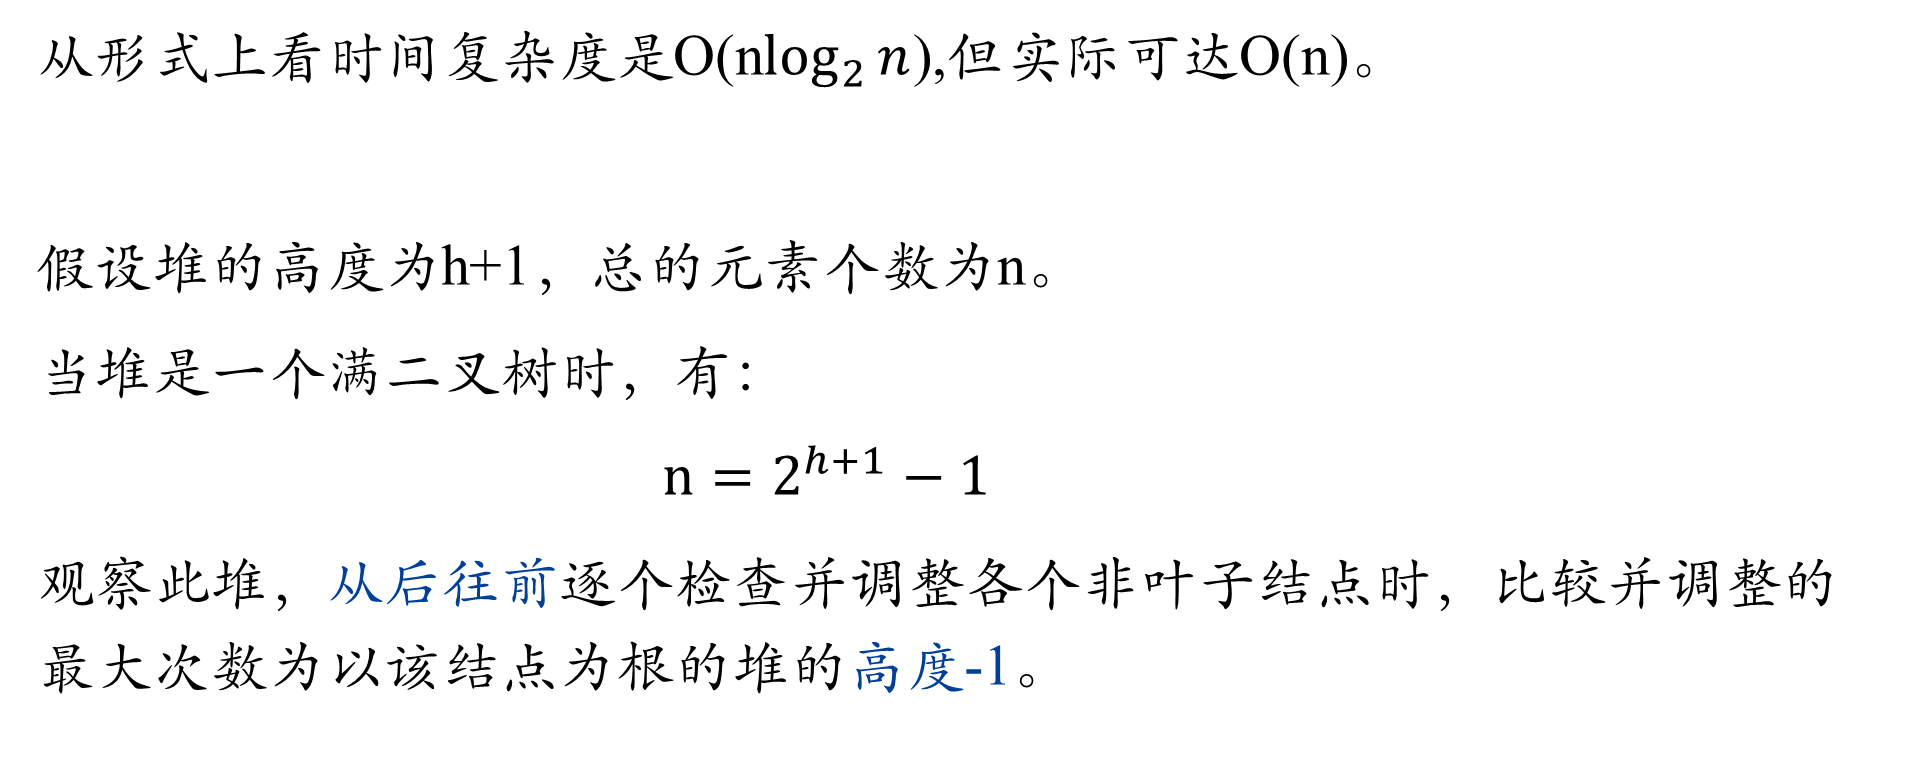 从形式上看时间复杂度是O(nlog₂ n),但实际可达O(n)。
假设堆的高度为h+1，总的元素个数为n。
当堆是一个满二叉树时，有：
n = 2^{h+1} − 1
观察此堆，从后往前逐个检查并调整各个非叶子结点时，比较并调整的
最大次数为以该结点为根的堆的高度-1。